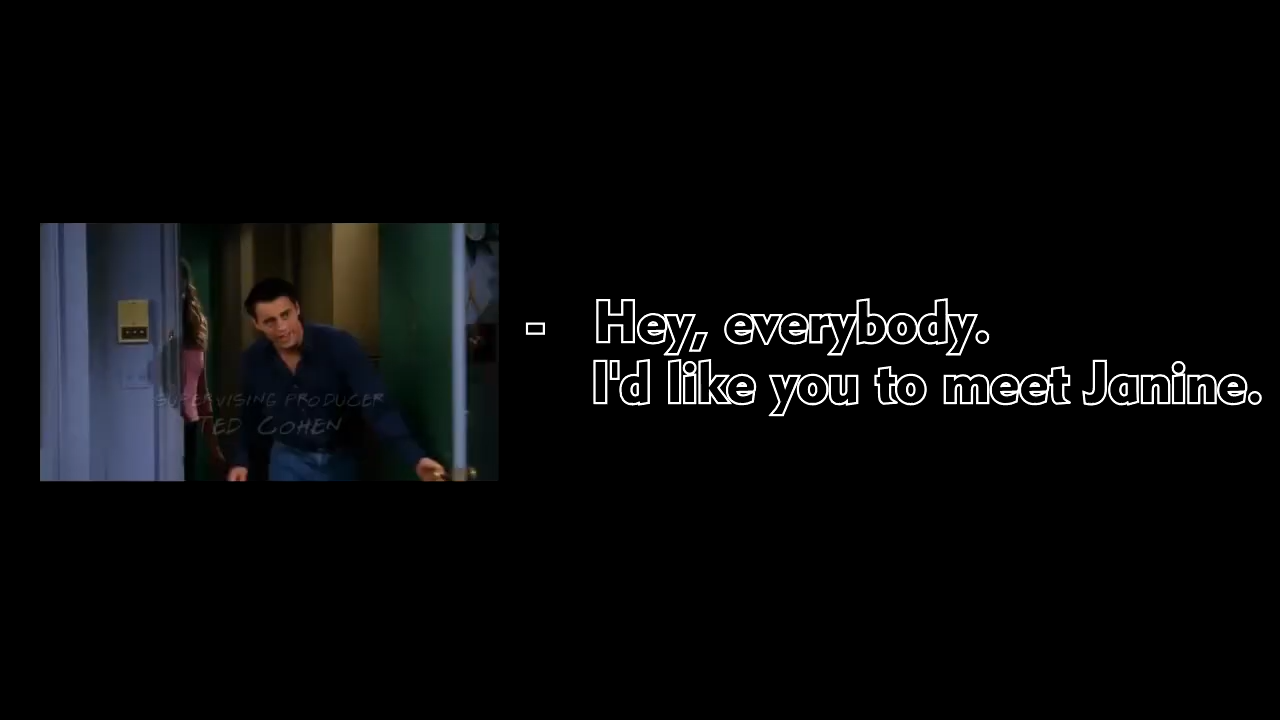 SUPERVISING PRODUCER
TED COHEN
- Hey, everybody.
I'd like you to meet Janine.